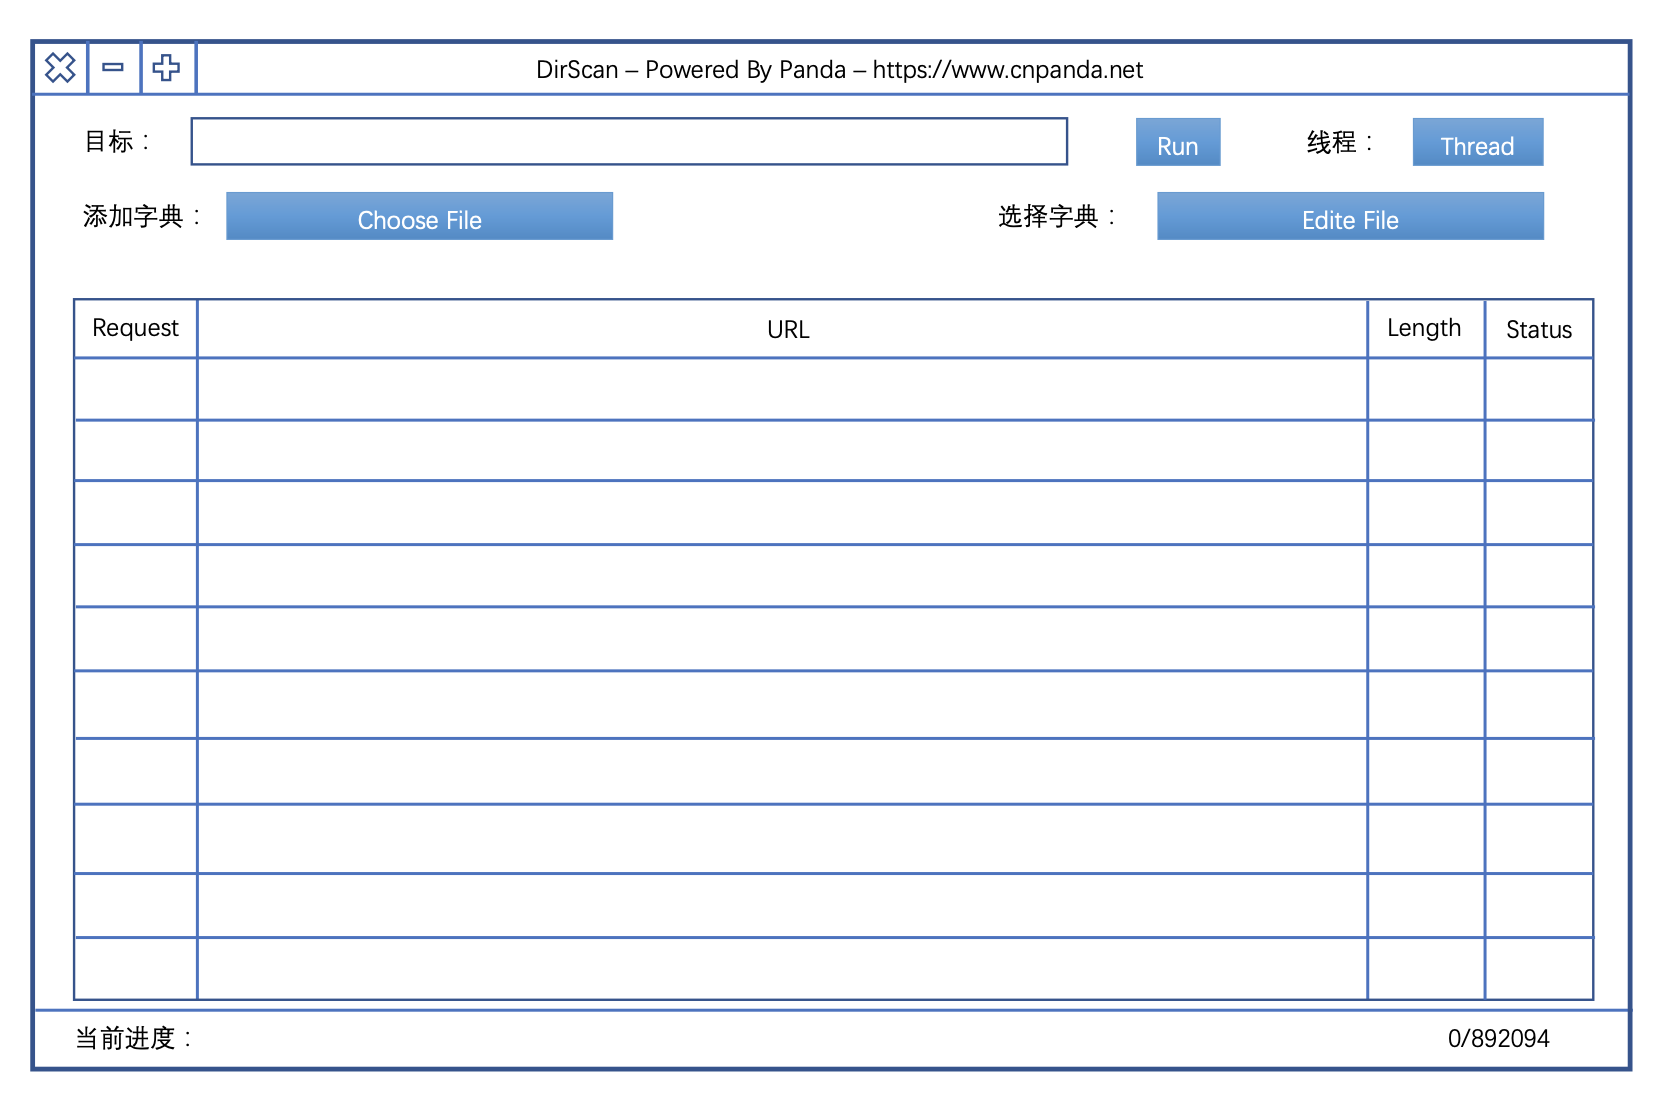 DirScan – Powered By Panda – https://www.cnpanda.net
目标： Run 线程： Thread
添加字典： Choose File 选择字典： Edite File
Request URL Length Status
当前进度： 0/892094